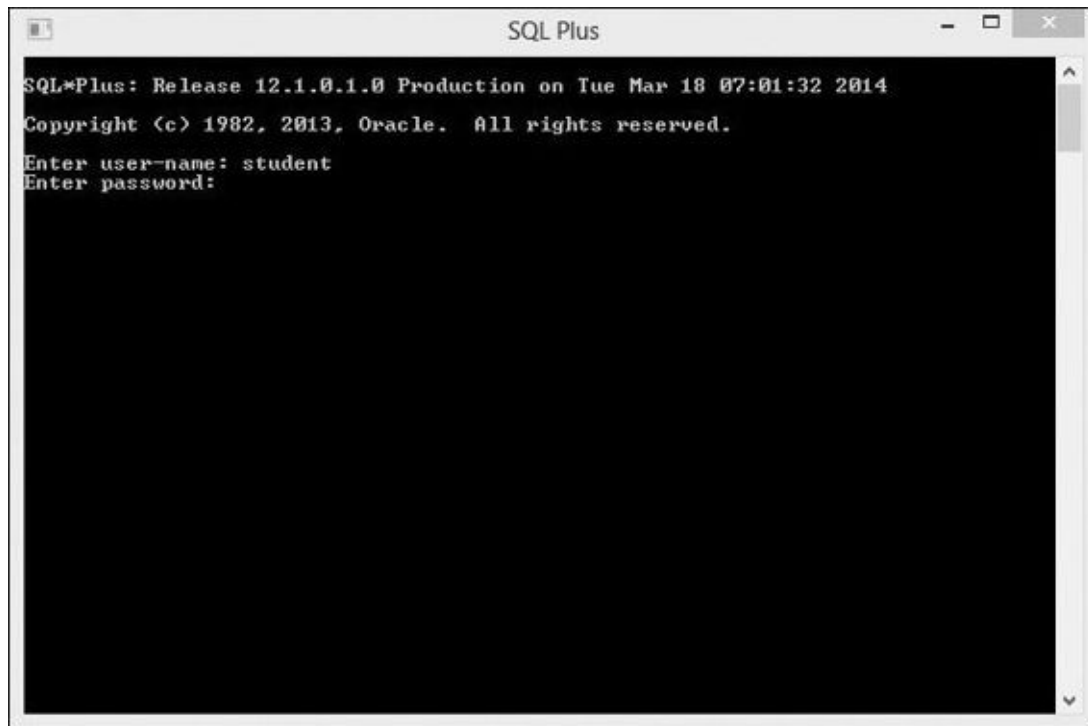 SQL Plus
SQL*Plus: Release 12.1.0.1.0 Production on Tue Mar 18 07:01:32 2014
Copyright (c) 1982, 2013, Oracle.  All rights reserved.
Enter user-name: student
Enter password: